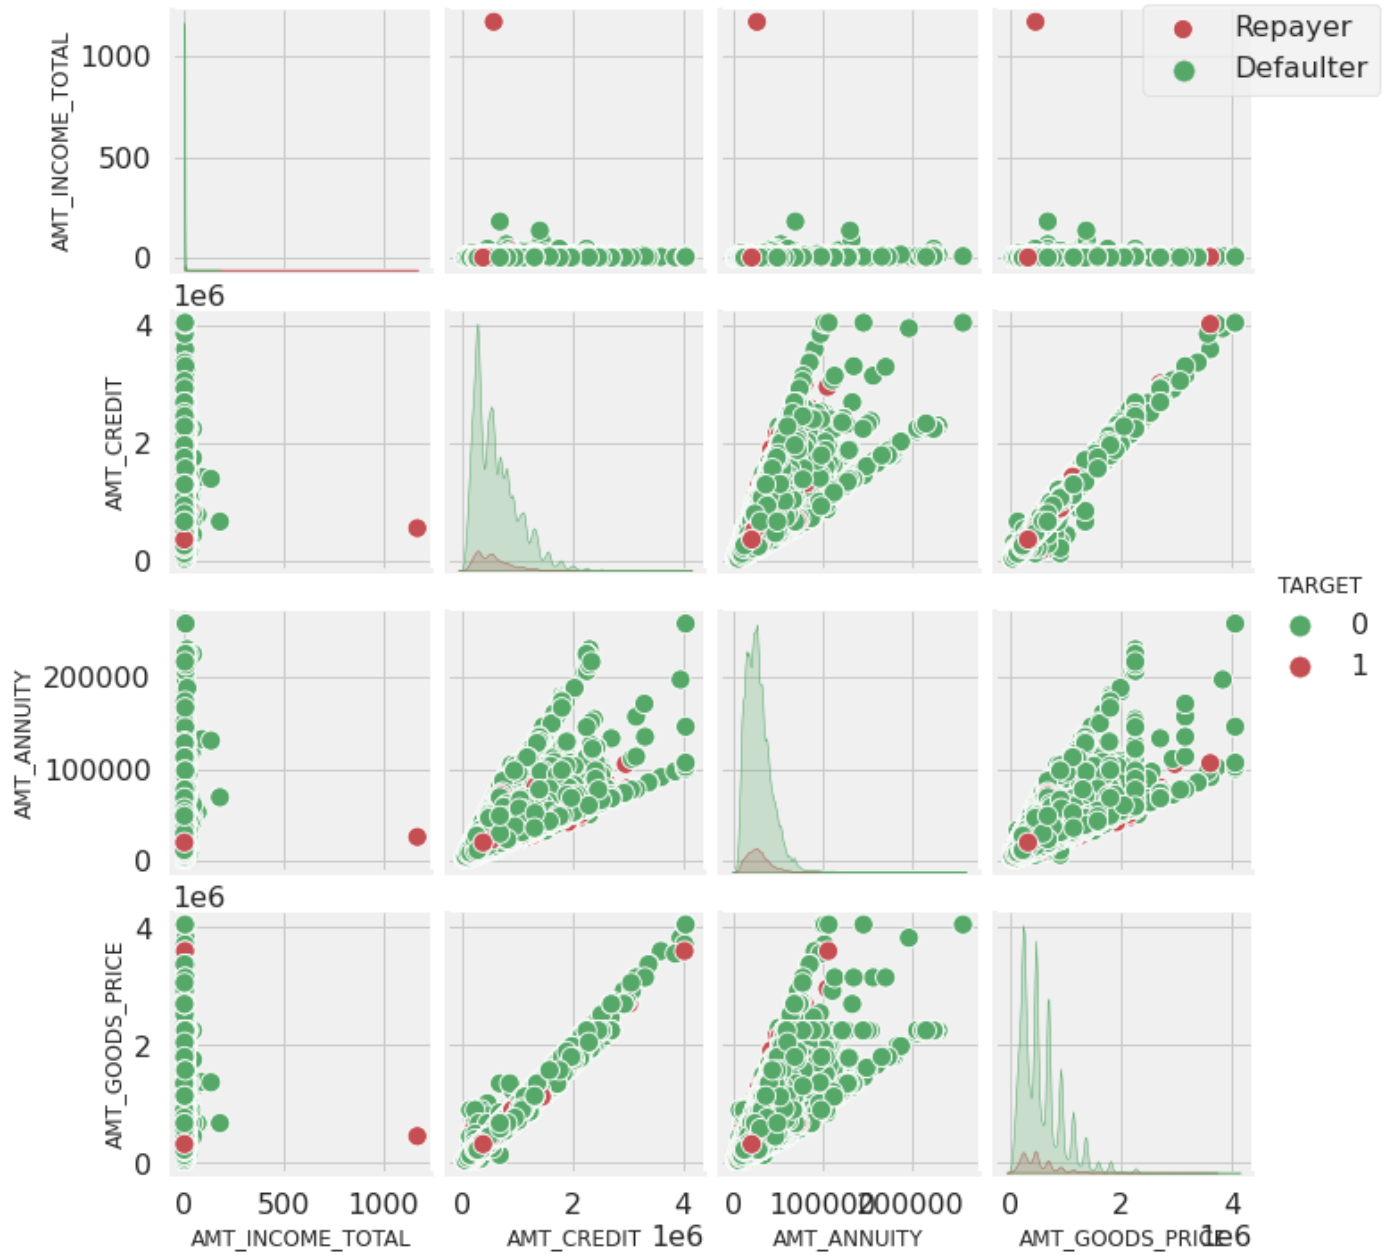 Repayer
Defaulter
AMT_INCOME_TOTAL
1000
500
0
1e6
AMT_CREDIT
4
2
0
TARGET
0
1
AMT_ANNUITY
200000
100000
0
1e6
AMT_GOODS_PRICE
4
2
0
0 500 1000 0 2 4 0 100000 200000 0 2 4
AMT_INCOME_TOTAL AMT_CREDIT 1e6 AMT_ANNUITY AMT_GOODS_PRICE 1e6